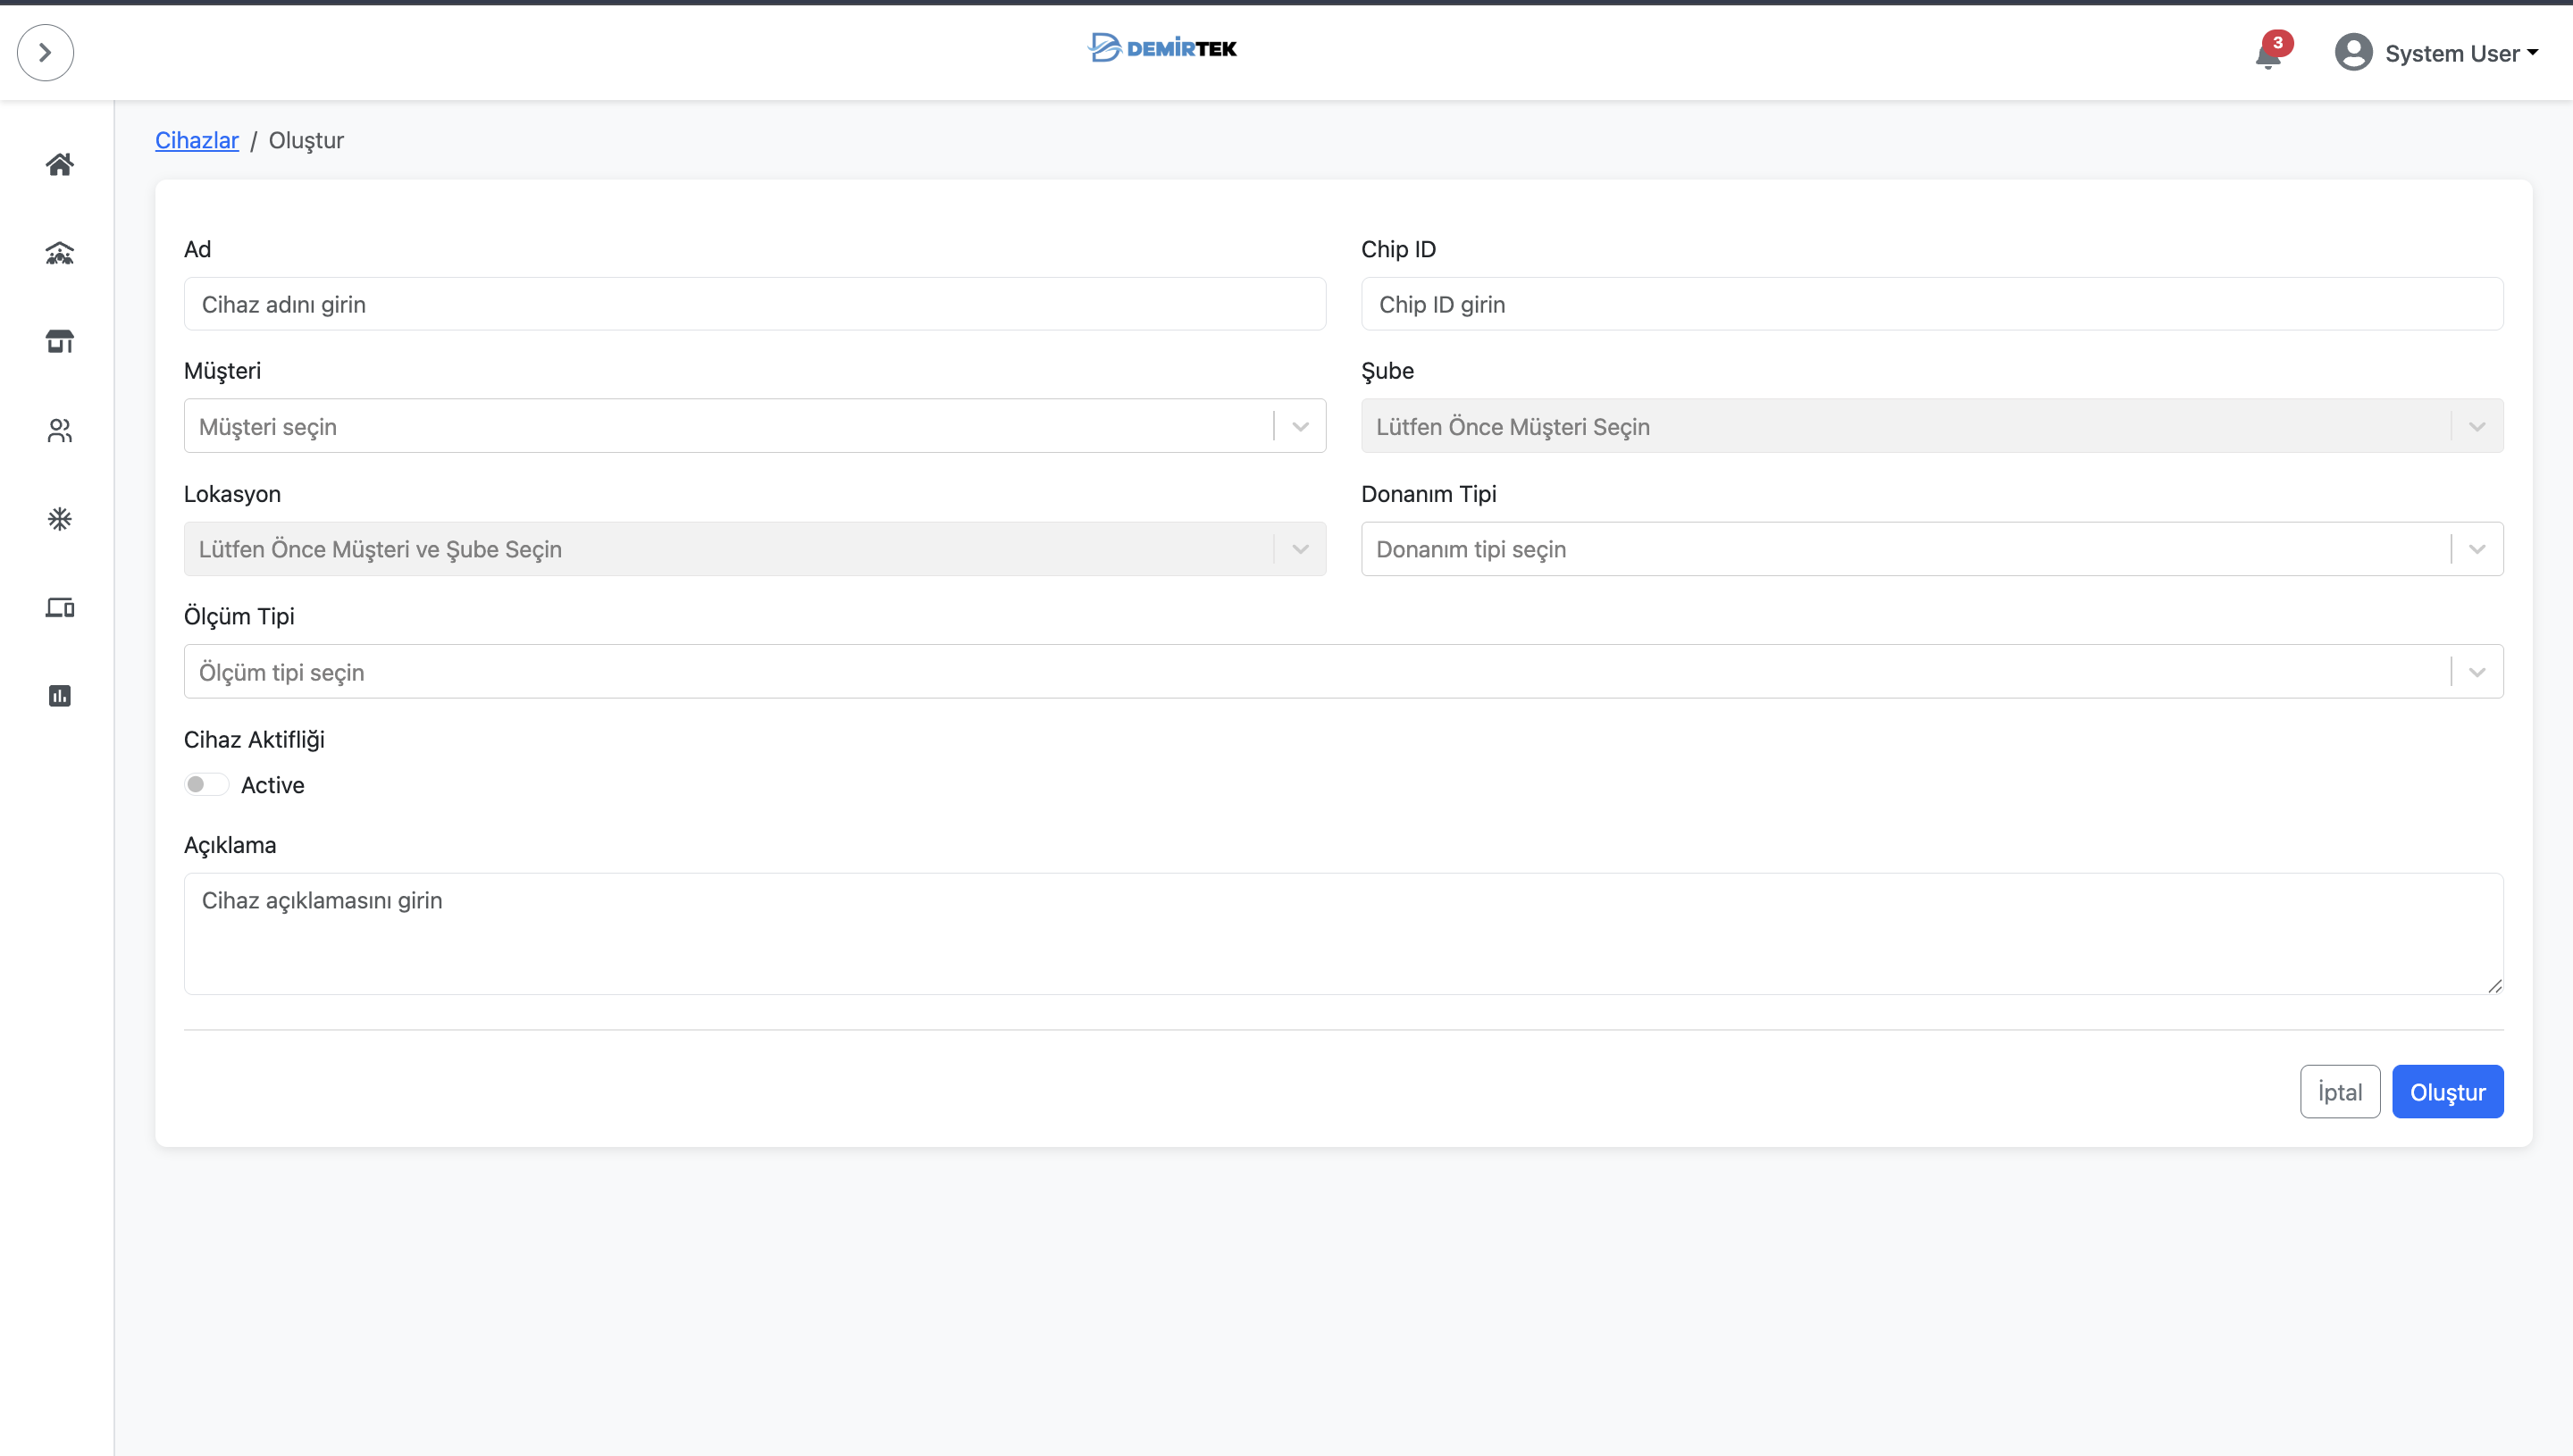 DEMİRTEK
3
System User
Cihazlar / Oluştur
Ad
Cihaz adını girin
Chip ID
Chip ID girin
Müşteri
Müşteri seçin
Şube
Lütfen Önce Müşteri Seçin
Lokasyon
Lütfen Önce Müşteri ve Şube Seçin
Donanım Tipi
Donanım tipi seçin
Ölçüm Tipi
Ölçüm tipi seçin
Cihaz Aktifliği
Active
Açıklama
Cihaz açıklamasını girin
İptal
Oluştur